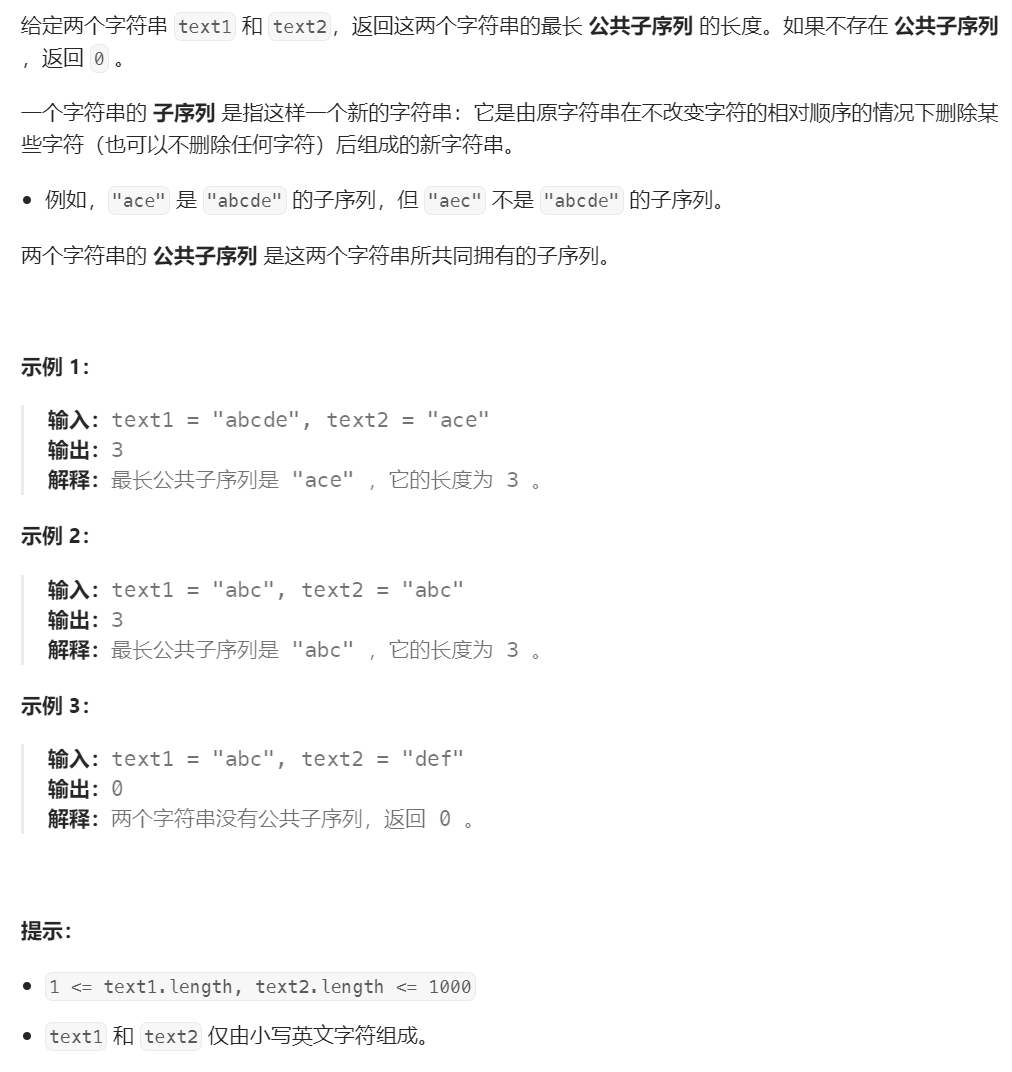 给定两个字符串 text1 和 text2，返回这两个字符串的最长 公共子序列 的长度。如果不存在 公共子序列
，返回 0 。
一个字符串的 子序列 是指这样一个新的字符串：它是由原字符串在不改变字符的相对顺序的情况下删除某
些字符（也可以不删除任何字符）后组成的新字符串。
• 例如，"ace" 是 "abcde" 的子序列，但 "aec" 不是 "abcde" 的子序列。
两个字符串的 公共子序列 是这两个字符串所共同拥有的子序列。
示例 1：
输入：text1 = "abcde", text2 = "ace"
输出：3
解释：最长公共子序列是 "ace" ，它的长度为 3 。
示例 2：
输入：text1 = "abc", text2 = "abc"
输出：3
解释：最长公共子序列是 "abc" ，它的长度为 3 。
示例 3：
输入：text1 = "abc", text2 = "def"
输出：0
解释：两个字符串没有公共子序列，返回 0 。
提示：
• 1 <= text1.length, text2.length <= 1000
• text1 和 text2 仅由小写英文字符组成。